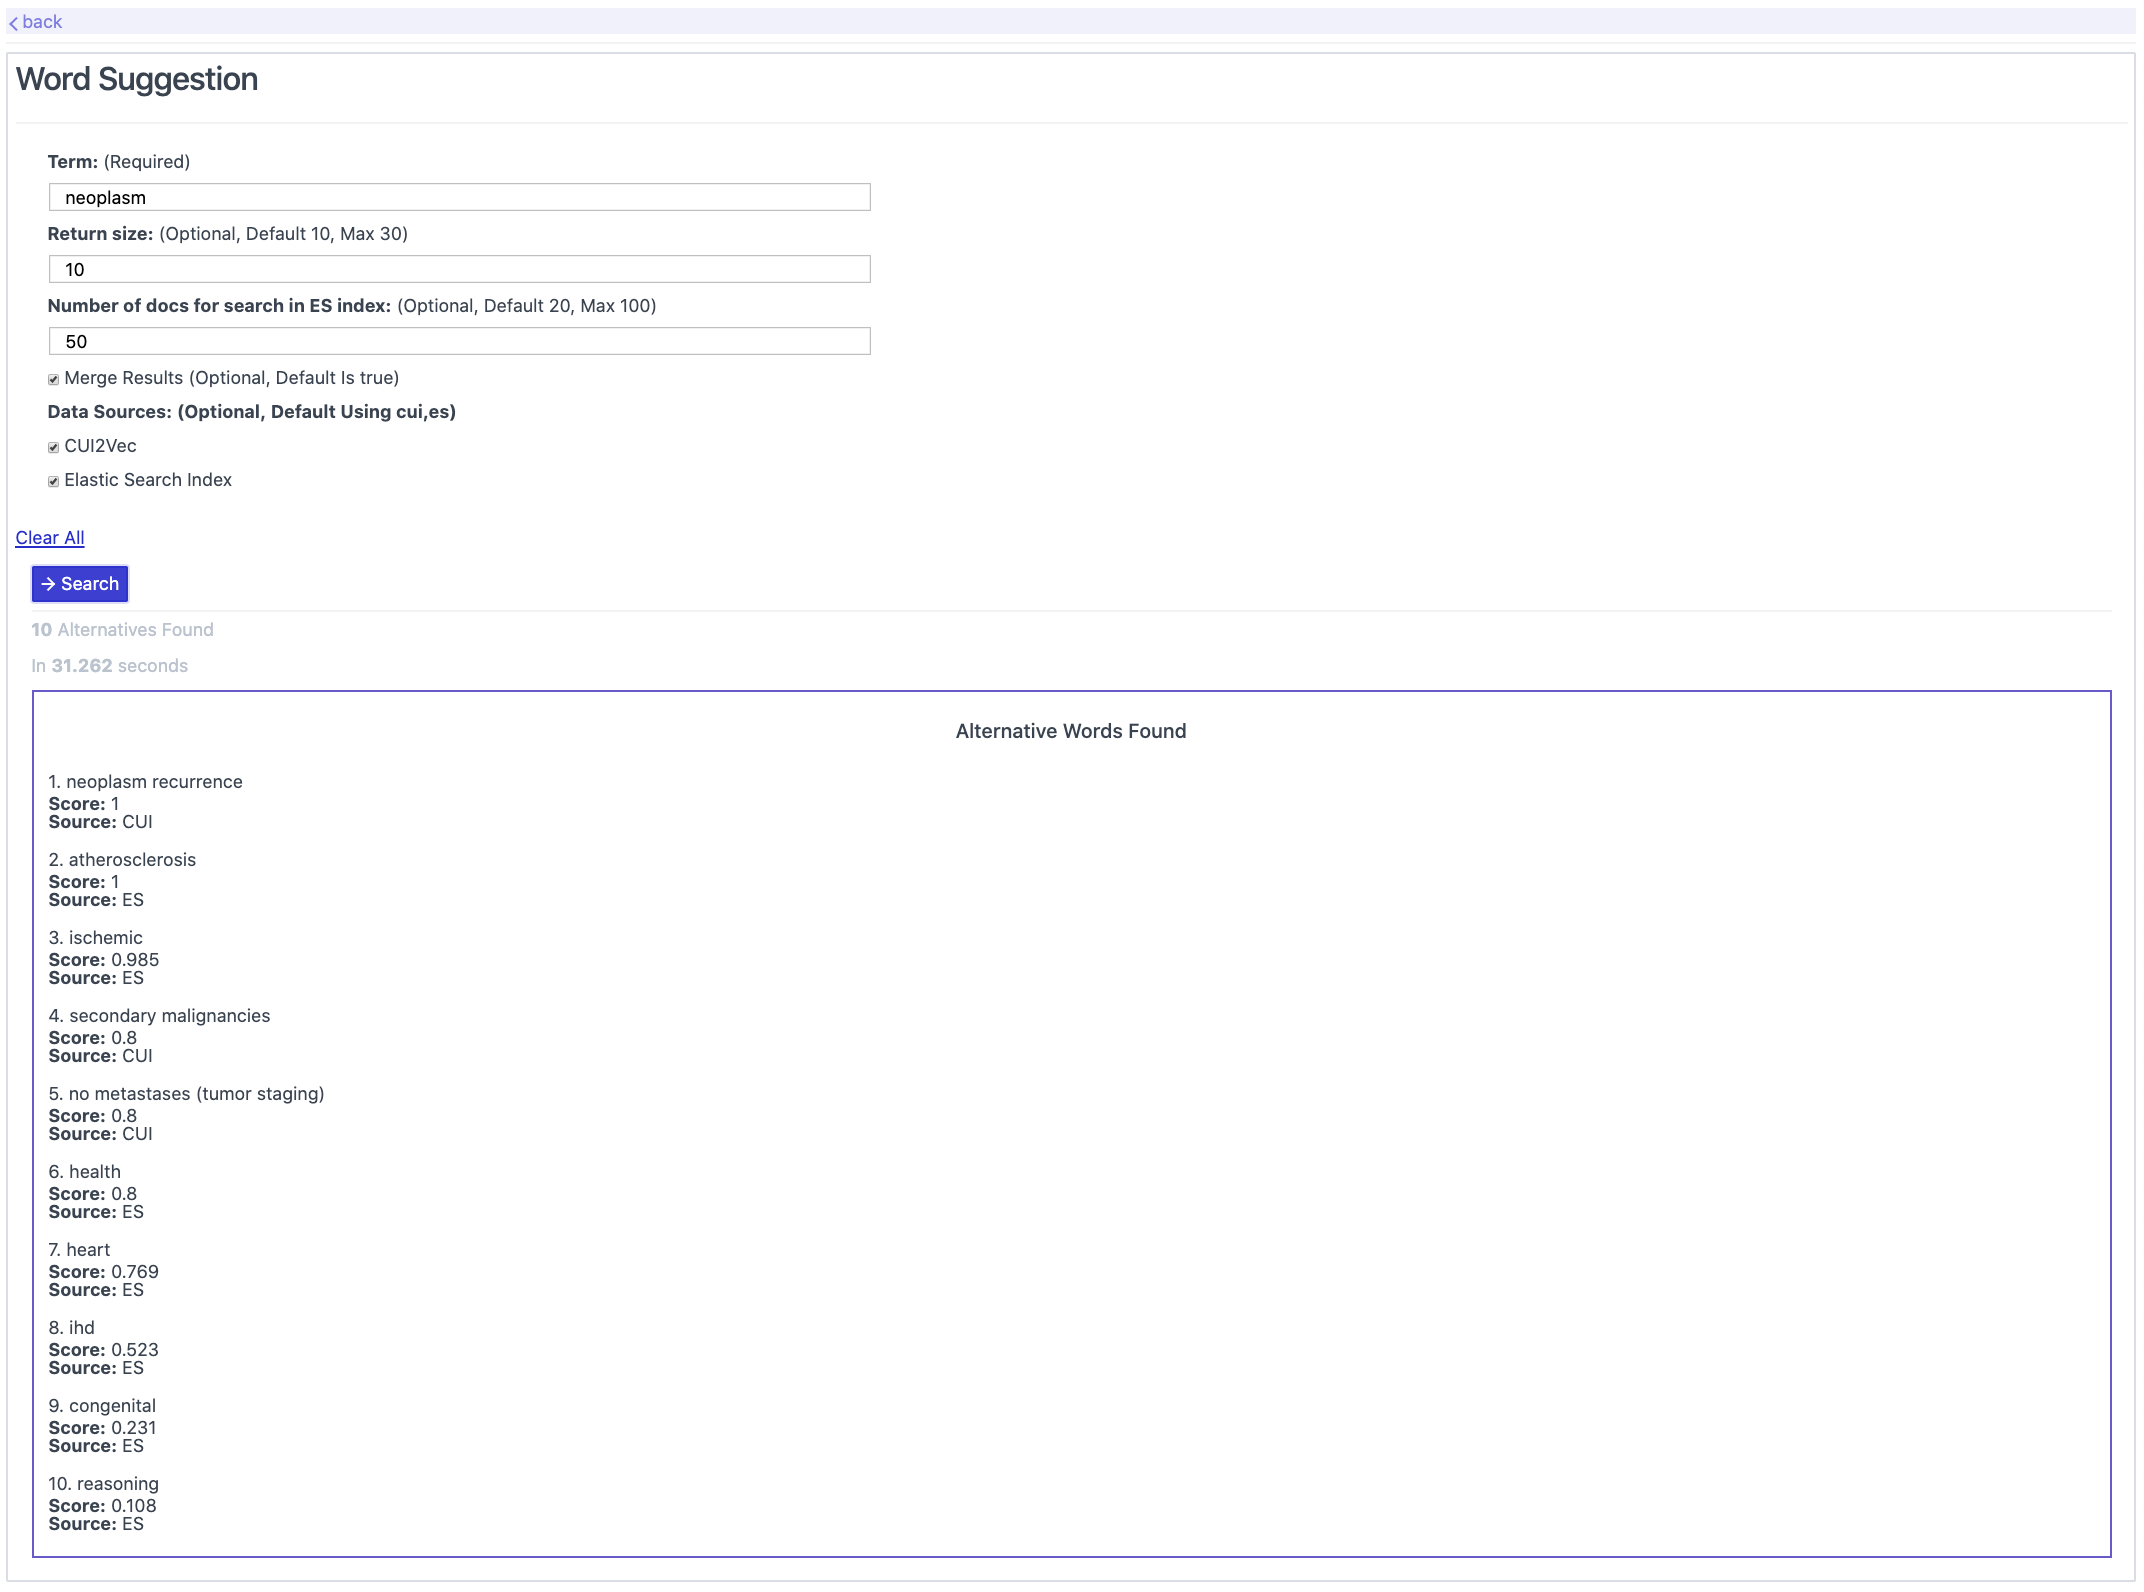 back
Word Suggestion
Term: (Required)
neoplasm
Return size: (Optional, Default 10, Max 30)
10
Number of docs for search in ES index: (Optional, Default 20, Max 100)
50
Merge Results (Optional, Default Is true)
Data Sources: (Optional, Default Using cui,es)
CUI2Vec
Elastic Search Index
Clear All
→ Search
10 Alternatives Found
In 31.262 seconds
Alternative Words Found
1. neoplasm recurrence
Score: 1
Source: CUI
2. atherosclerosis
Score: 1
Source: ES
3. ischemic
Score: 0.985
Source: ES
4. secondary malignancies
Score: 0.8
Source: CUI
5. no metastases (tumor staging)
Score: 0.8
Source: CUI
6. health
Score: 0.8
Source: ES
7. heart
Score: 0.769
Source: ES
8. ihd
Score: 0.523
Source: ES
9. congenital
Score: 0.231
Source: ES
10. reasoning
Score: 0.108
Source: ES